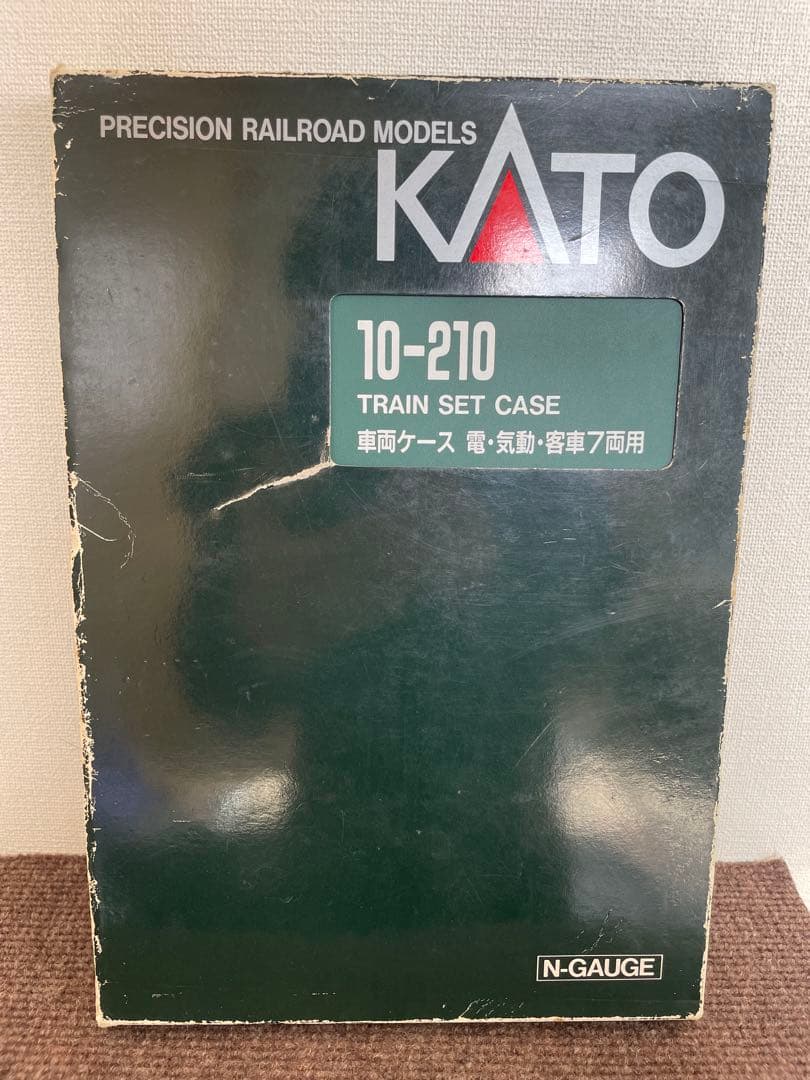 PRECISION RAILROAD MODELS
KATO
10-210
TRAIN SET CASE
車両ケース 電・気動・客車7両用
N-GAUGE